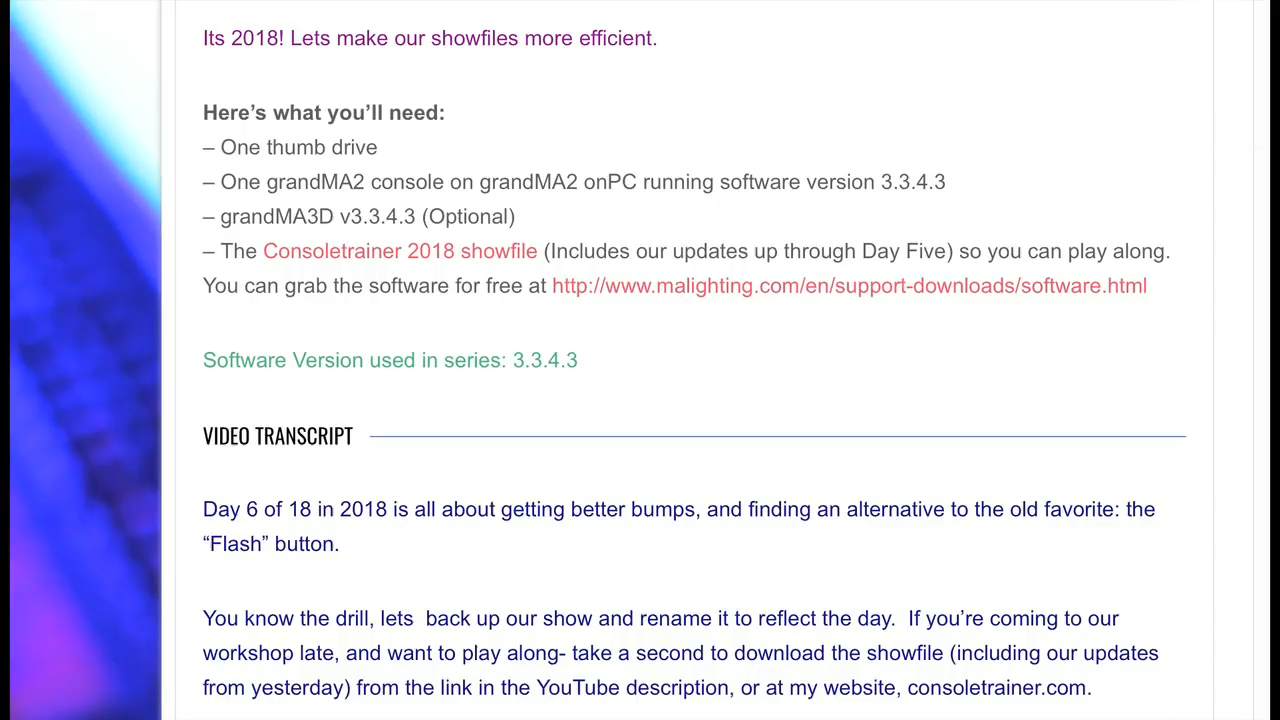 Its 2018! Lets make our showfiles more efficient.
Here’s what you’ll need:
– One thumb drive
– One grandMA2 console on grandMA2 onPC running software version 3.3.4.3
– grandMA3D v3.3.4.3 (Optional)
– The Consoletrainer 2018 showfile (Includes our updates up through Day Five) so you can play along.
You can grab the software for free at http://www.malighting.com/en/support-downloads/software.html
Software Version used in series: 3.3.4.3
VIDEO TRANSCRIPT
Day 6 of 18 in 2018 is all about getting better bumps, and finding an alternative to the old favorite: the
“Flash” button.
You know the drill, lets  back up our show and rename it to reflect the day.  If you’re coming to our
workshop late, and want to play along- take a second to download the showfile (including our updates
from yesterday) from the link in the YouTube description, or at my website, consoletrainer.com.